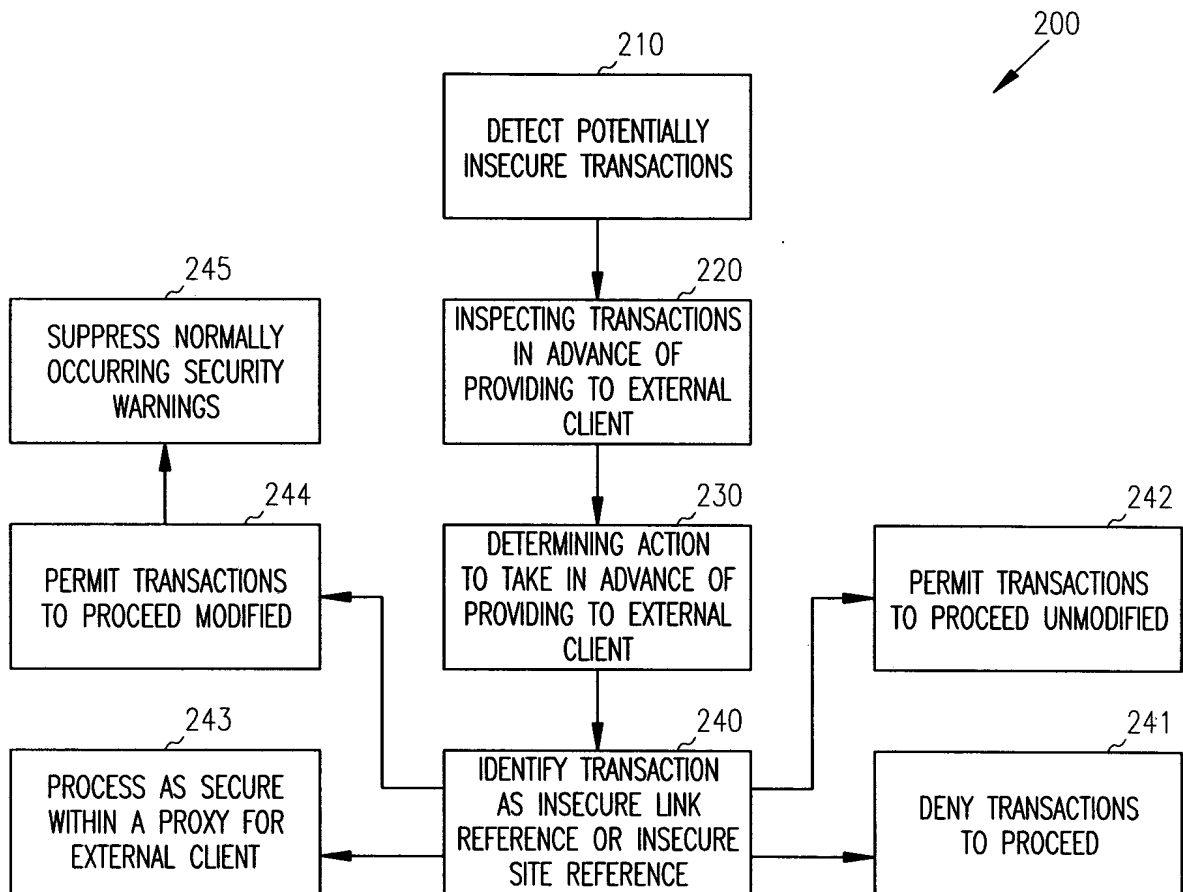 200
210
DETECT POTENTIALLY
INSECURE TRANSACTIONS
220
INSPECTING TRANSACTIONS
IN ADVANCE OF
PROVIDING TO EXTERNAL
CLIENT
245
SUPPRESS NORMALLY
OCCURRING SECURITY
WARNINGS
230
DETERMINING ACTION
TO TAKE IN ADVANCE OF
PROVIDING TO EXTERNAL
CLIENT
244
PERMIT TRANSACTIONS
TO PROCEED MODIFIED
242
PERMIT TRANSACTIONS
TO PROCEED UNMODIFIED
243
PROCESS AS SECURE
WITHIN A PROXY FOR
EXTERNAL CLIENT
240
IDENTIFY TRANSACTION
AS INSECURE LINK
REFERENCE OR INSECURE
SITE REFERENCE
241
DENY TRANSACTIONS
TO PROCEED